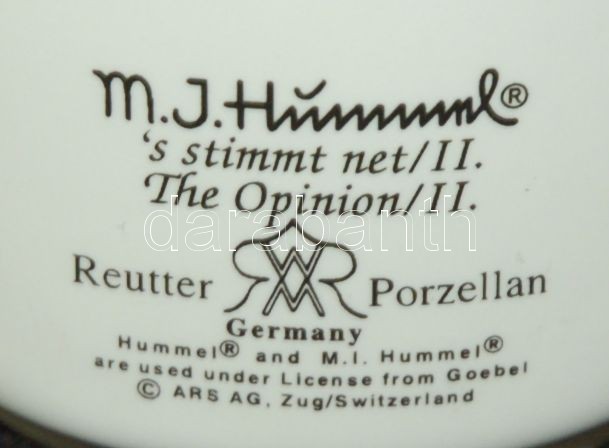 M.J.Hummel®
's stimmt net/II.
The Opinion/II.
darabanth
Reutter Porzellan
Germany
Hummel® and M.I. Hummel®
are used under License from Goebel
© ARS AG, Zug/Switzerland